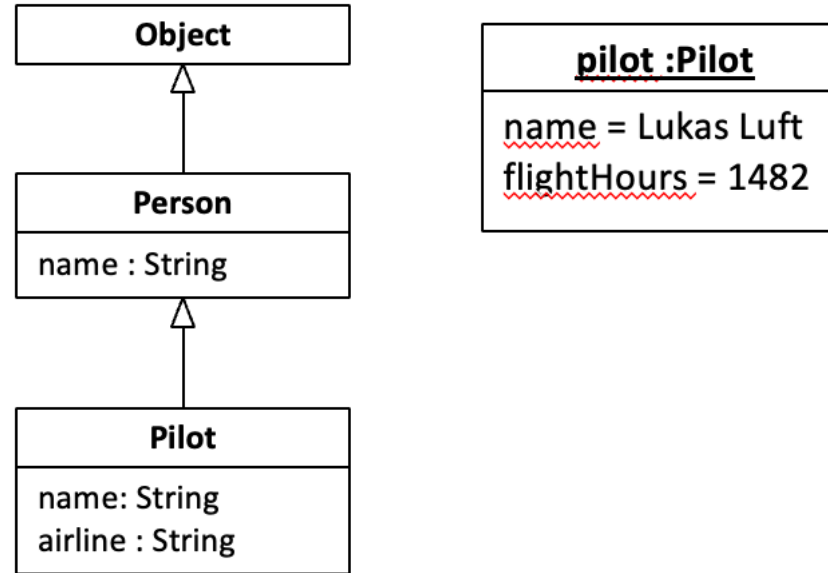 Object
Person
name : String
Pilot
name: String
airline : String
pilot :Pilot
name = Lukas Luft
flightHours = 1482